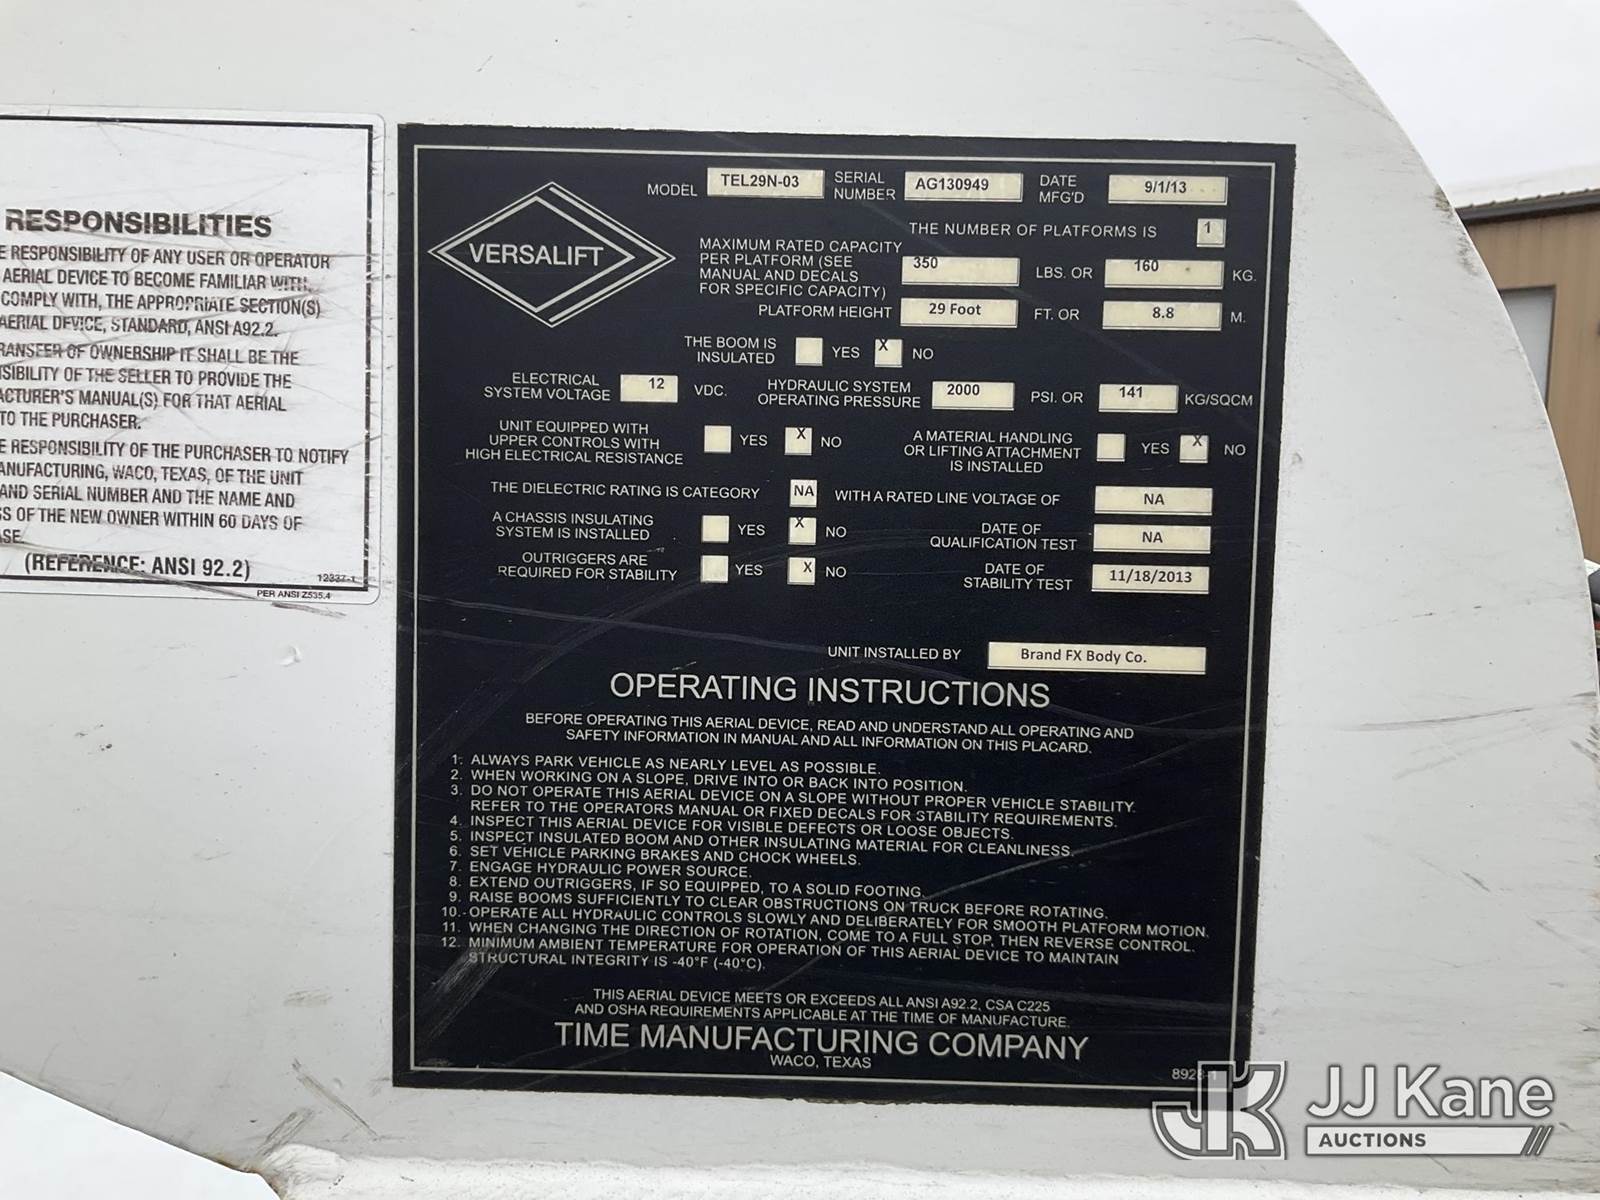 RESPONSIBILITIES
E RESPONSIBILITY OF ANY USER OR OPERATOR
AERIAL DEVICE TO BECOME FAMILIAR WITH,
COMPLY WITH, THE APPROPRIATE SECTION(S)
AERIAL DEVICE, STANDARD, ANSI A92.2.
RANSFER OF OWNERSHIP IT SHALL BE THE
SIBILITY OF THE SELLER TO PROVIDE THE
ACTURER'S MANUAL(S) FOR THAT AERIAL
TO THE PURCHASER.
E RESPONSIBILITY OF THE PURCHASER TO NOTIFY
ANUFACTURING, WACO, TEXAS, OF THE UNIT
AND SERIAL NUMBER AND THE NAME AND
SS OF THE NEW OWNER WITHIN 60 DAYS OF
ASE.
(REFERENCE: ANSI 92.2)
12337-1
PER ANSI Z535.4
VERSALIFT
MODEL TEL29N-03 SERIAL NUMBER AG130949 DATE MFG'D 9/1/13
THE NUMBER OF PLATFORMS IS 1
MAXIMUM RATED CAPACITY
PER PLATFORM (SEE
MANUAL AND DECALS
FOR SPECIFIC CAPACITY) 350 LBS. OR 160 KG.
PLATFORM HEIGHT 29 Foot FT. OR 8.8 M.
THE BOOM IS
INSULATED YES X NO
ELECTRICAL
SYSTEM VOLTAGE 12 VDC. HYDRAULIC SYSTEM
OPERATING PRESSURE 2000 PSI. OR 141 KG/SQCM
UNIT EQUIPPED WITH
UPPER CONTROLS WITH
HIGH ELECTRICAL RESISTANCE YES X NO
A MATERIAL HANDLING
OR LIFTING ATTACHMENT
IS INSTALLED YES X NO
THE DIELECTRIC RATING IS CATEGORY NA WITH A RATED LINE VOLTAGE OF NA
A CHASSIS INSULATING
SYSTEM IS INSTALLED YES X NO
DATE OF
QUALIFICATION TEST NA
OUTRIGGERS ARE
REQUIRED FOR STABILITY YES X NO
DATE OF
STABILITY TEST 11/18/2013
UNIT INSTALLED BY Brand FX Body Co.
OPERATING INSTRUCTIONS
BEFORE OPERATING THIS AERIAL DEVICE, READ AND UNDERSTAND ALL OPERATING AND
SAFETY INFORMATION IN MANUAL AND ALL INFORMATION ON THIS PLACARD.
1. ALWAYS PARK VEHICLE AS NEARLY LEVEL AS POSSIBLE.
2. WHEN WORKING ON A SLOPE, DRIVE INTO OR BACK INTO POSITION.
3. DO NOT OPERATE THIS AERIAL DEVICE ON A SLOPE WITHOUT PROPER VEHICLE STABILITY.
REFER TO THE OPERATORS MANUAL OR FIXED DECALS FOR STABILITY REQUIREMENTS.
4. INSPECT THIS AERIAL DEVICE FOR VISIBLE DEFECTS OR LOOSE OBJECTS.
5. INSPECT INSULATED BOOM AND OTHER INSULATING MATERIAL FOR CLEANLINESS.
6. SET VEHICLE PARKING BRAKES AND CHOCK WHEELS.
7. ENGAGE HYDRAULIC POWER SOURCE.
8. EXTEND OUTRIGGERS, IF SO EQUIPPED, TO A SOLID FOOTING.
9. RAISE BOOMS SUFFICIENTLY TO CLEAR OBSTRUCTIONS ON TRUCK BEFORE ROTATING.
10. OPERATE ALL HYDRAULIC CONTROLS SLOWLY AND DELIBERATELY FOR SMOOTH PLATFORM MOTION.
11. WHEN CHANGING THE DIRECTION OF ROTATION, COME TO A FULL STOP, THEN REVERSE CONTROL.
12. MINIMUM AMBIENT TEMPERATURE FOR OPERATION OF THIS AERIAL DEVICE TO MAINTAIN
STRUCTURAL INTEGRITY IS -40°F (-40°C).
THIS AERIAL DEVICE MEETS OR EXCEEDS ALL ANSI A92.2, CSA C225
AND OSHA REQUIREMENTS APPLICABLE AT THE TIME OF MANUFACTURE.
TIME MANUFACTURING COMPANY
WACO, TEXAS
JK JJ Kane
AUCTIONS